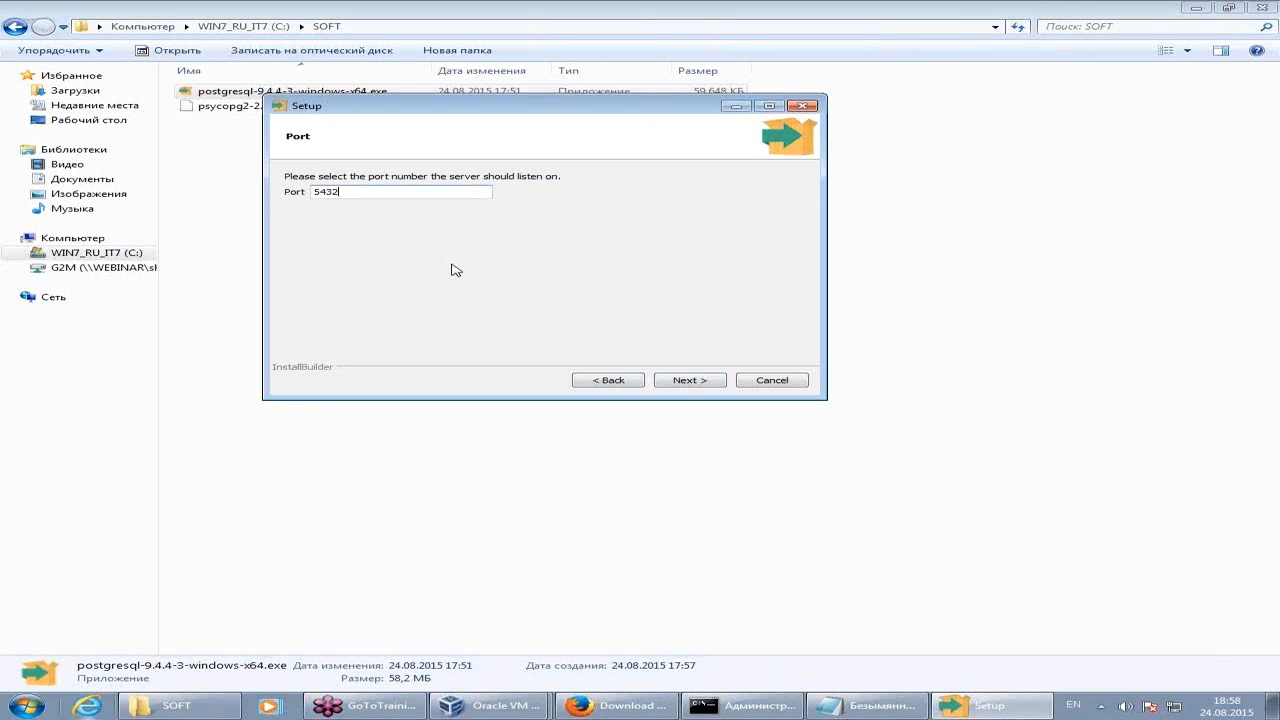 Компьютер WIN7_RU_IT7 (C:) SOFT
Поиск: SOFT
Упорядочить Открыть Записать на оптический диск Новая папка
Имя Дата изменения Тип Размер
postgresql-9.4.4-3-windows-x64.exe 24.08.2015 17:51 Приложение 59 648 КБ
psycopg2-2.
Избранное
Загрузки
Недавние места
Рабочий стол
Библиотеки
Видео
Документы
Изображения
Музыка
Компьютер
WIN7_RU_IT7 (C:)
G2M (\\WEBINAR\sh
Сеть
Setup
Port
Please select the port number the server should listen on.
Port 5432
InstallBuilder
< Back Next > Cancel
postgresql-9.4.4-3-windows-x64.exe Дата изменения: 24.08.2015 17:51 Дата создания: 24.08.2015 17:57
Приложение Размер: 58,2 МБ
SOFT GoToTraini... Oracle VM ... Download ... Администр... Безымянн... Setup EN 18:58
24.08.2015